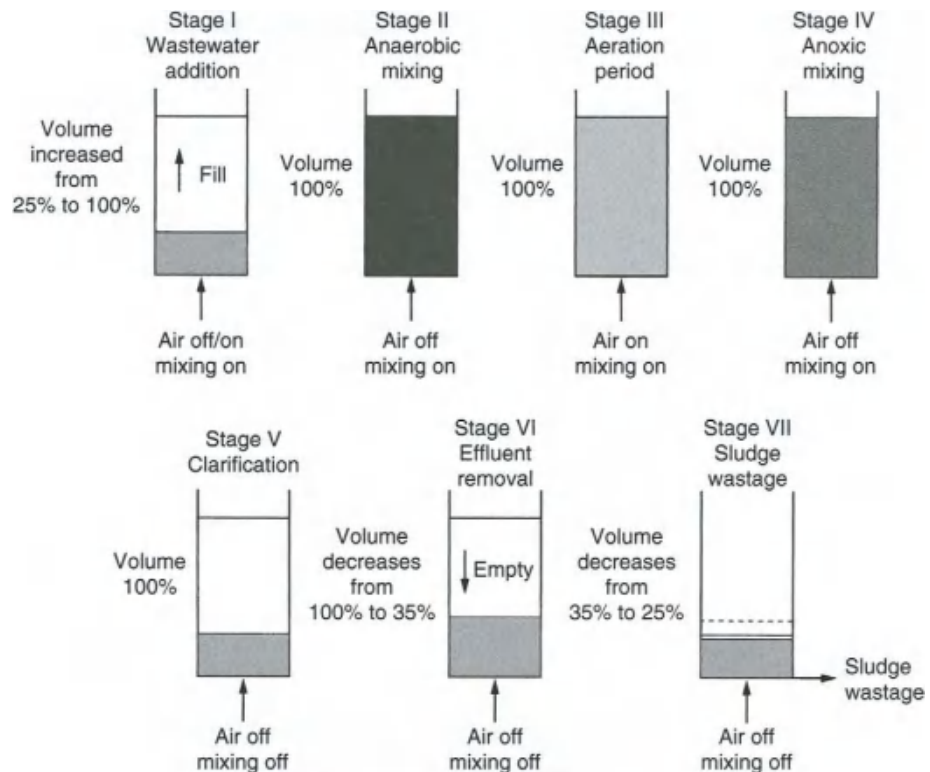 Stage I
Wastewater
addition
Volume
increased
from
25% to 100%
Fill
Air off/on
mixing on
Stage II
Anaerobic
mixing
Volume
100%
Air off
mixing on
Stage III
Aeration
period
Volume
100%
Air on
mixing on
Stage IV
Anoxic
mixing
Volume
100%
Air off
mixing on
Stage V
Clarification
Volume
100%
Air off
mixing off
Stage VI
Effluent
removal
Volume
decreases
from
100% to 35%
Empty
Air off
mixing off
Stage VII
Sludge
wastage
Volume
decreases
from
35% to 25%
Sludge
wastage
Air off
mixing off